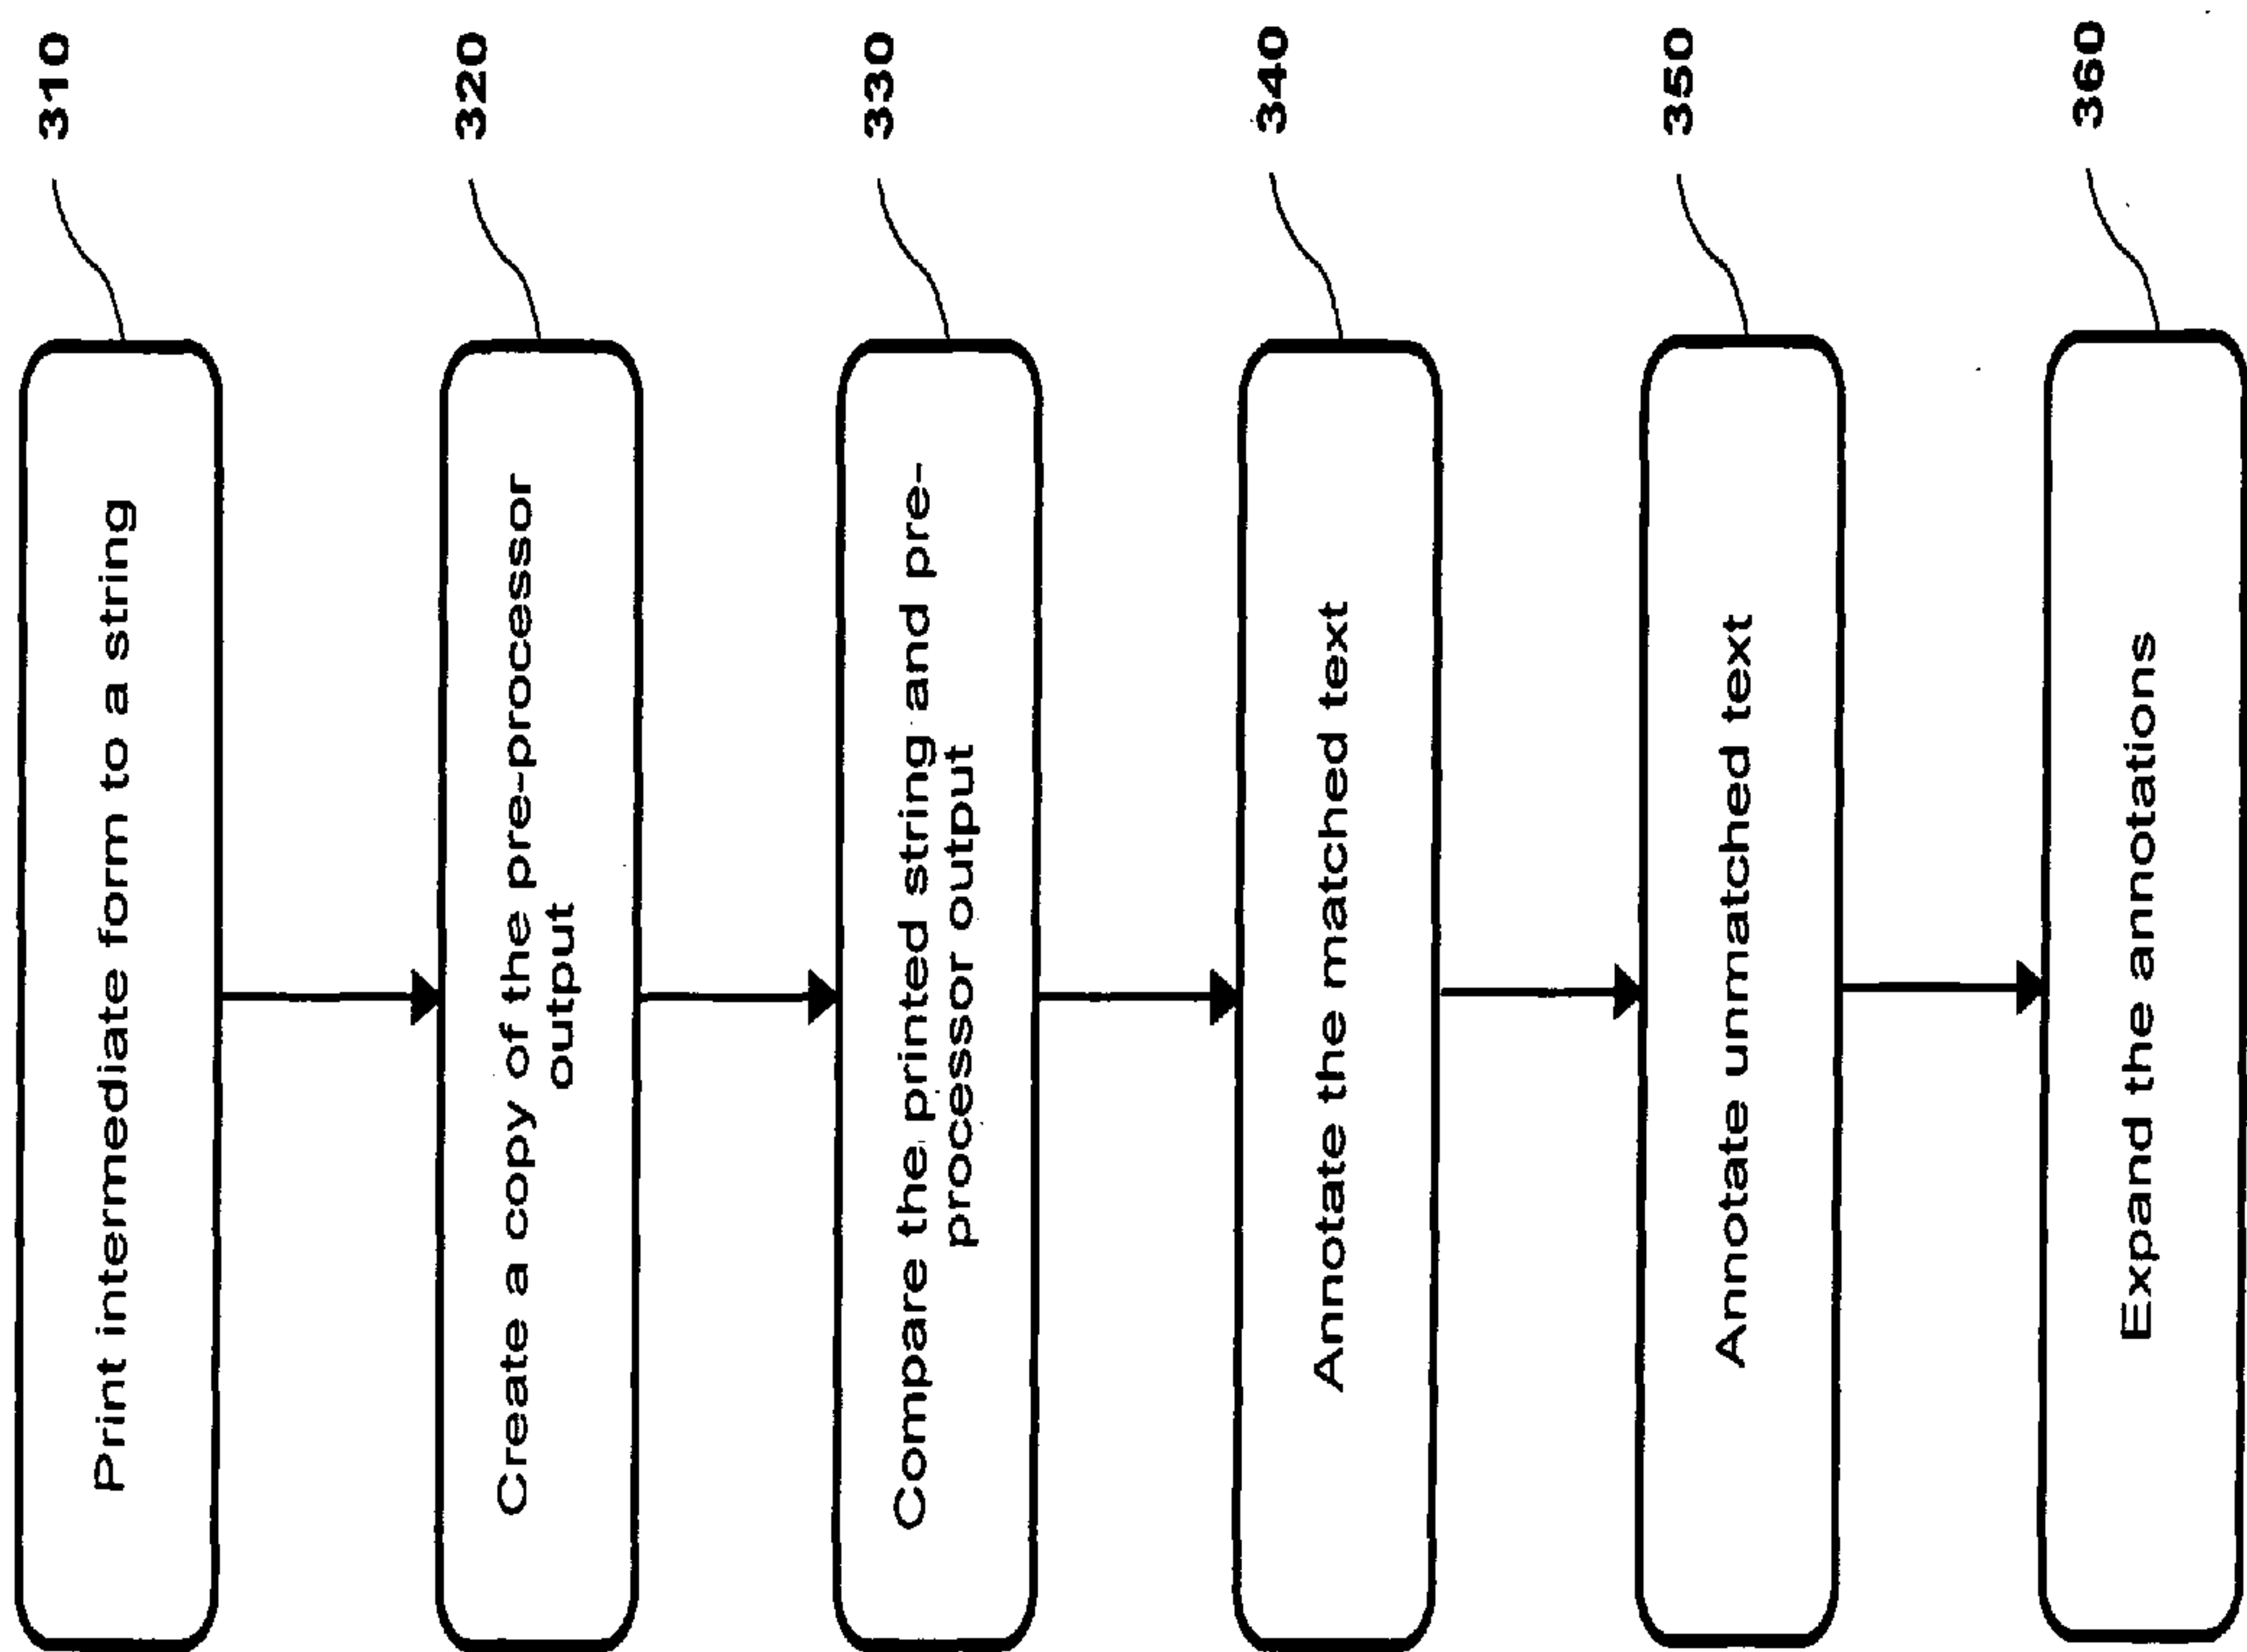 Print intermediate form to a string
310
Create a copy of the pre-processor
output
320
Compare the printed string and pre-
processor output
330
Annotate the matched text
340
Annotate unmatched text
350
Expand the annotations
360